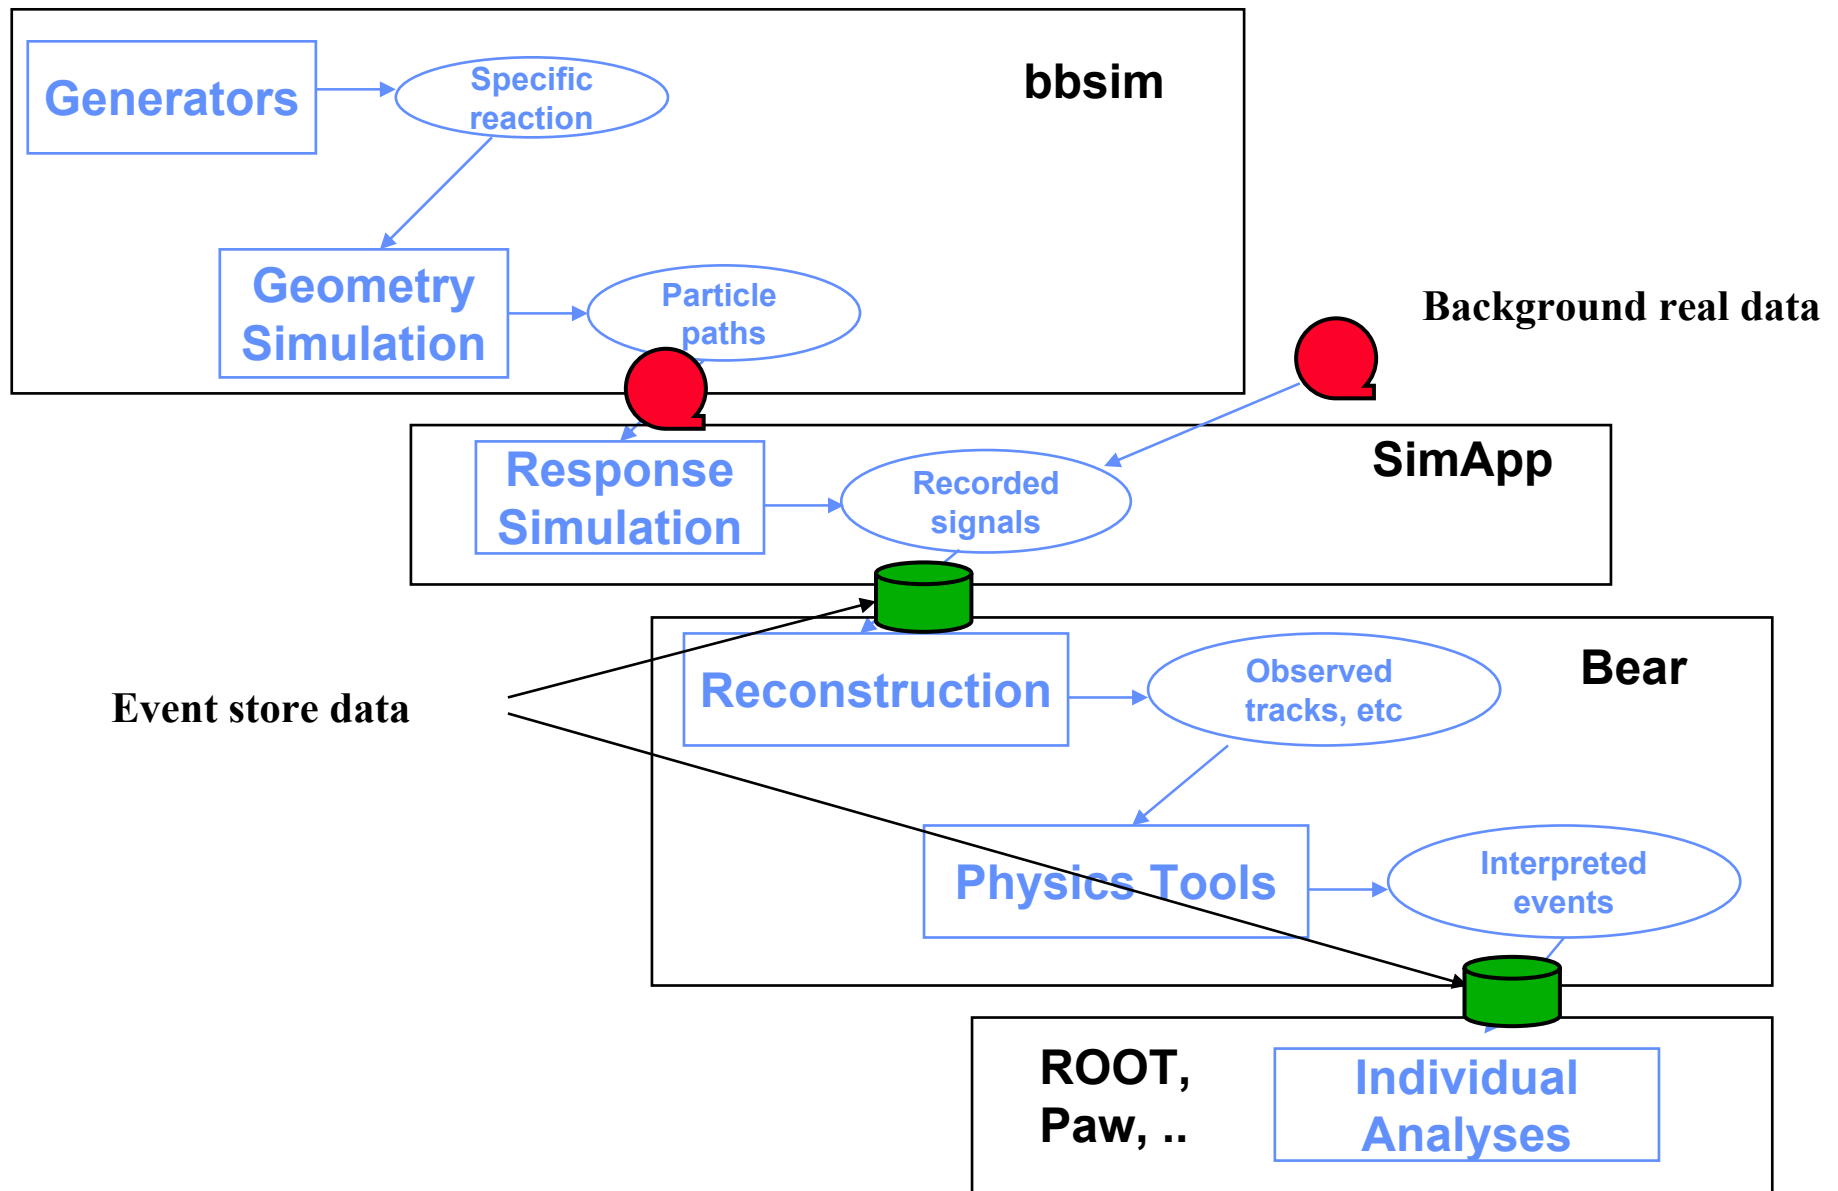 Generators
Specific
reaction
bbsim
Geometry
Simulation
Particle
paths
Background real data
Response
Simulation
Recorded
signals
SimApp
Reconstruction
Observed
tracks, etc
Bear
Event store data
Physics Tools
Interpreted
events
ROOT,
Paw, ..
Individual
Analyses